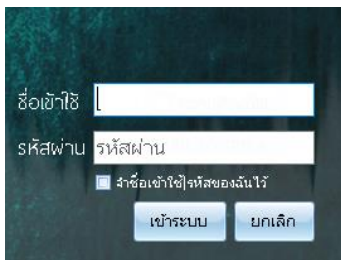 ชื่อเข้าใช้
รหัสผ่าน รหัสผ่าน
จำชื่อเข้าใช้|รหัสของฉันไว้
เข้าระบบ ยกเลิก